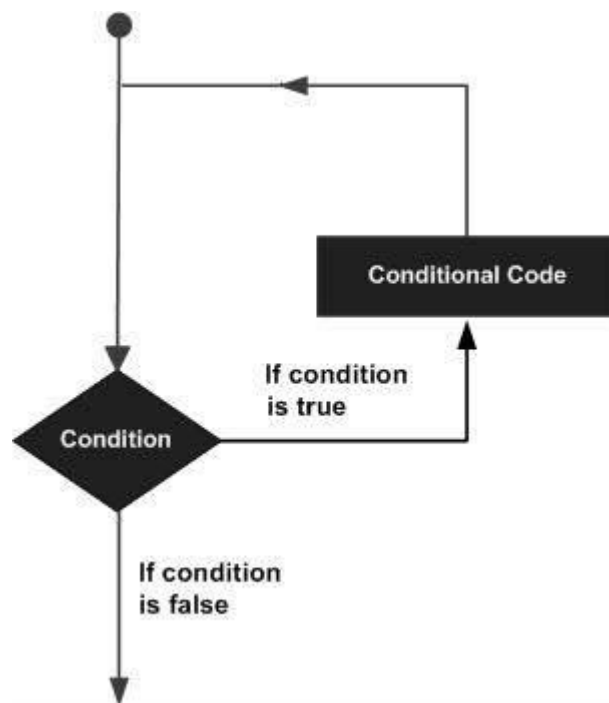 Conditional Code
If condition
is true
Condition
If condition
is false